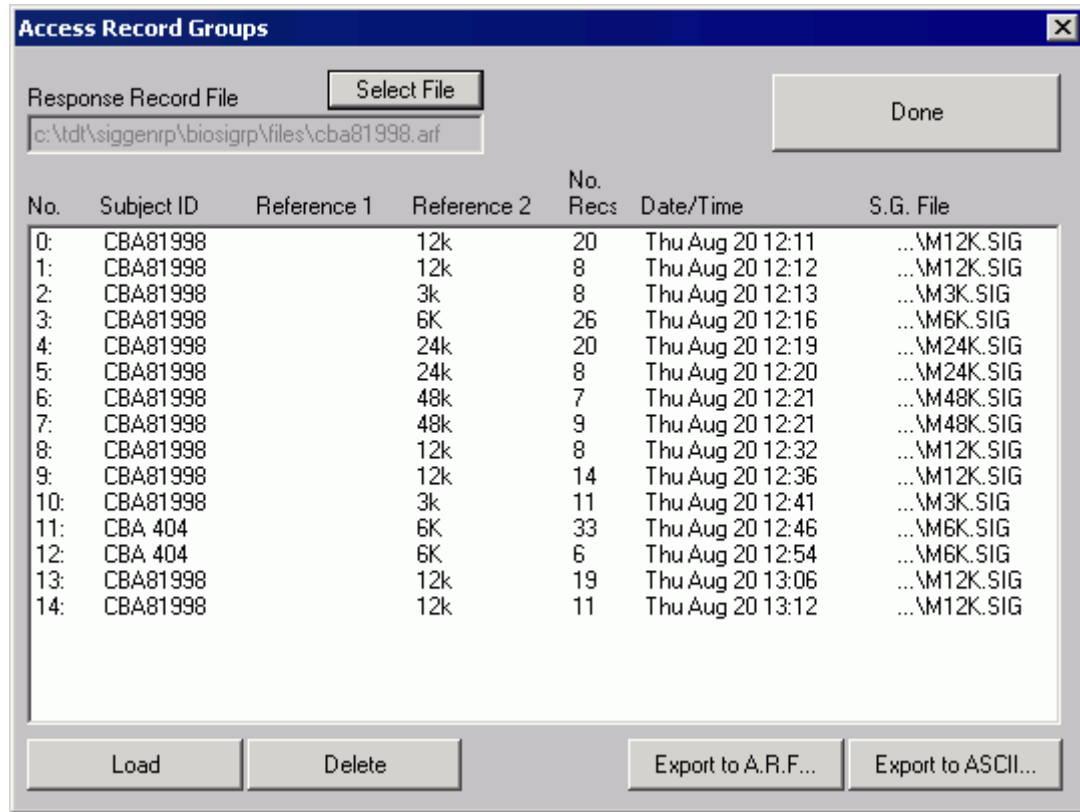 Access Record Groups
Response Record File Select File
Done
c:\tdt\siggenrp\biosigrp\files\cba81998.arf
No. Subject ID Reference 1 Reference 2 No. Recs Date/Time S.G. File
0: CBA81998 12k 20 Thu Aug 20 12:11 ...\M12K.SIG
1: CBA81998 12k 8 Thu Aug 20 12:12 ...\M12K.SIG
2: CBA81998 3k 8 Thu Aug 20 12:13 ...\M3K.SIG
3: CBA81998 6K 26 Thu Aug 20 12:16 ...\M6K.SIG
4: CBA81998 24k 20 Thu Aug 20 12:19 ...\M24K.SIG
5: CBA81998 24k 8 Thu Aug 20 12:20 ...\M24K.SIG
6: CBA81998 48k 7 Thu Aug 20 12:21 ...\M48K.SIG
7: CBA81998 48k 9 Thu Aug 20 12:21 ...\M48K.SIG
8: CBA81998 12k 8 Thu Aug 20 12:32 ...\M12K.SIG
9: CBA81998 12k 14 Thu Aug 20 12:36 ...\M12K.SIG
10: CBA81998 3k 11 Thu Aug 20 12:41 ...\M3K.SIG
11: CBA 404 6K 33 Thu Aug 20 12:46 ...\M6K.SIG
12: CBA 404 6K 6 Thu Aug 20 12:54 ...\M6K.SIG
13: CBA81998 12k 19 Thu Aug 20 13:06 ...\M12K.SIG
14: CBA81998 12k 11 Thu Aug 20 13:12 ...\M12K.SIG
Load Delete Export to A.R.F... Export to ASCII...